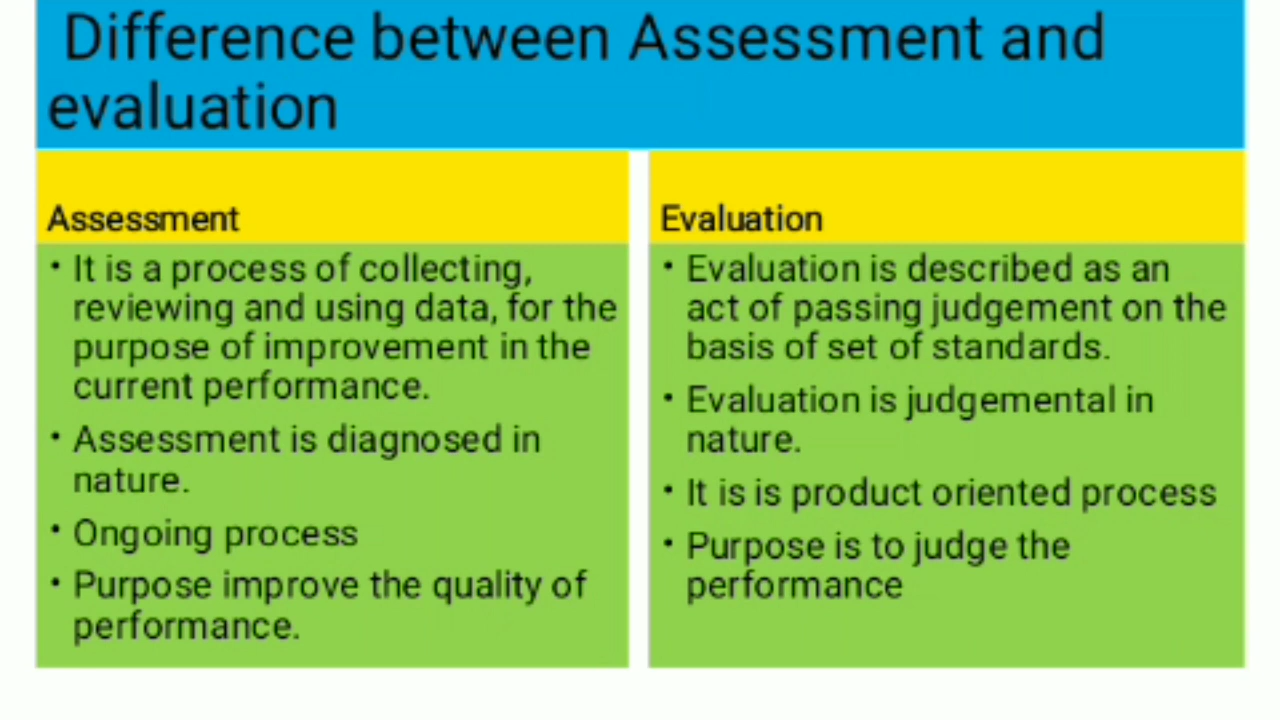 Difference between Assessment and
evaluation
Assessment
• It is a process of collecting,
reviewing and using data, for the
purpose of improvement in the
current performance.
• Assessment is diagnosed in
nature.
• Ongoing process
• Purpose improve the quality of
performance.
Evaluation
• Evaluation is described as an
act of passing judgement on the
basis of set of standards.
• Evaluation is judgemental in
nature.
• It is is product oriented process
• Purpose is to judge the
performance